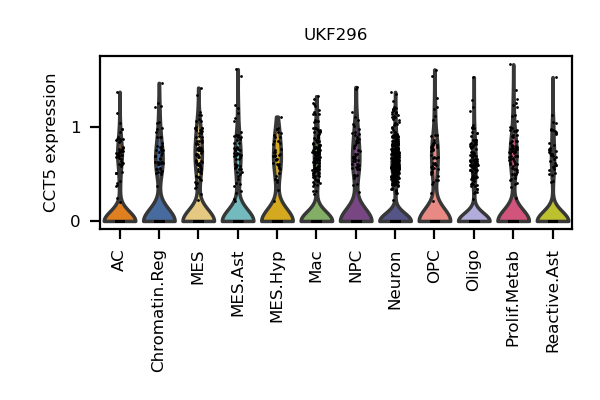 UKF296
CCT5 expression
1
0
AC
Chromatin.Reg
MES
MES.Ast
MES.Hyp
Mac
NPC
Neuron
OPC
Oligo
Prolif.Metab
Reactive.Ast